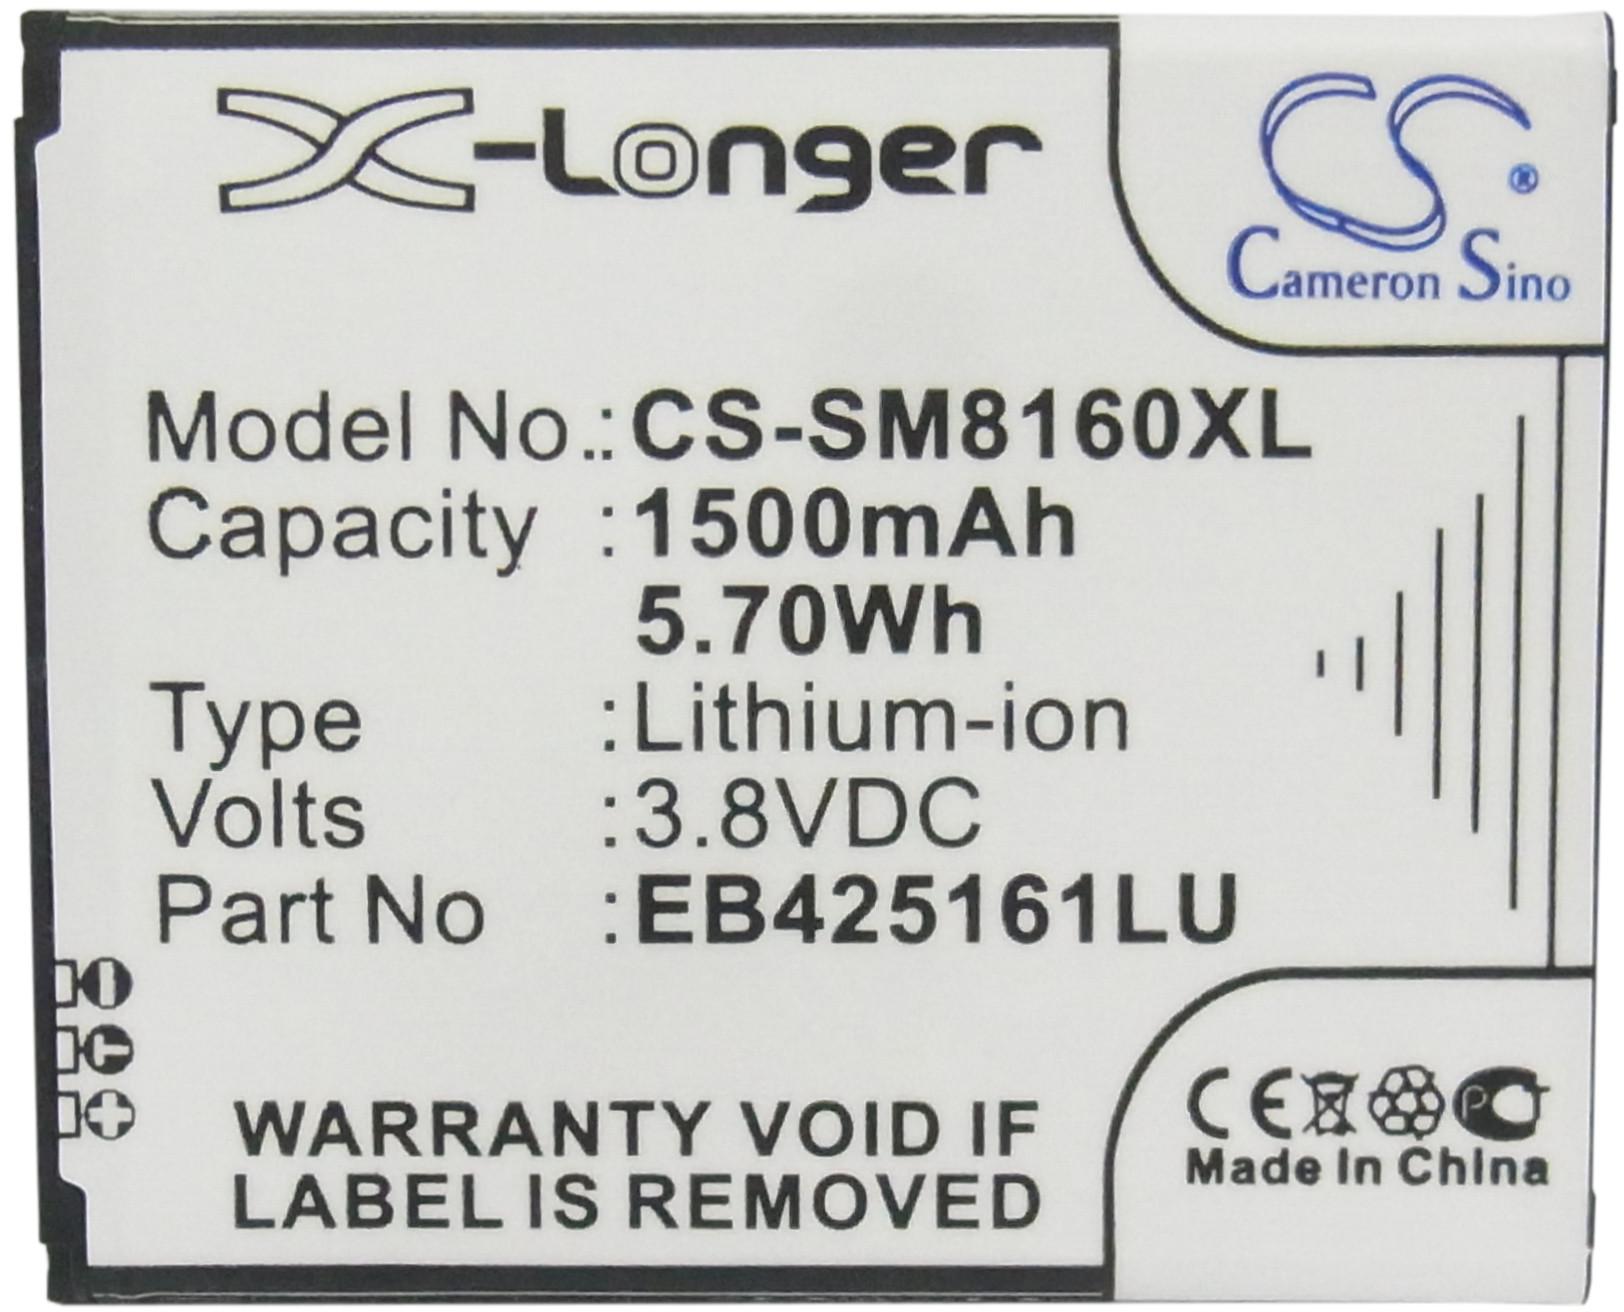 X-Longer
CS ®
Cameron Sino
Model No.: CS-SM8160XL
Capacity : 1500mAh
5.70Wh
Type : Lithium-ion
Volts : 3.8VDC
Part No : EB425161LU
WARRANTY VOID IF
LABEL IS REMOVED
CE PC
Made In China